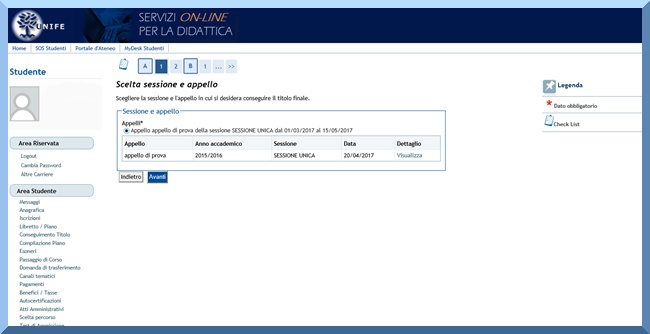 UNIFE
SERVIZI ON-LINE
PER LA DIDATTICA
Home SOS Studenti Portale d'Ateneo MyDesk Studenti
Studente
Area Riservata
Logout
Cambia Password
Altre Carriere
Area Studente
Messaggi
Anagrafica
Iscrizioni
Libretto / Piano
Conseguimento Titolo
Compilazione Piano
Esoneri
Passaggio di Corso
Domanda di trasferimento
Canali tematici
Pagamenti
Benefici / Tasse
Autocertificazioni
Atti Amministrativi
Scelta percorso
A 1 2 B 1 ... >>
Scelta sessione e appello
Scegliere la sessione e l'appello in cui si desidera conseguire il titolo finale.
Sessione e appello
Appelli*
Appello appello di prova della sessione SESSIONE UNICA dal 01/03/2017 al 15/05/2017
Appello Anno accademico Sessione Data Dettaglio
appello di prova 2015/2016 SESSIONE UNICA 20/04/2017 Visualizza
Indietro Avanti
Legenda
* Dato obbligatorio
Check List